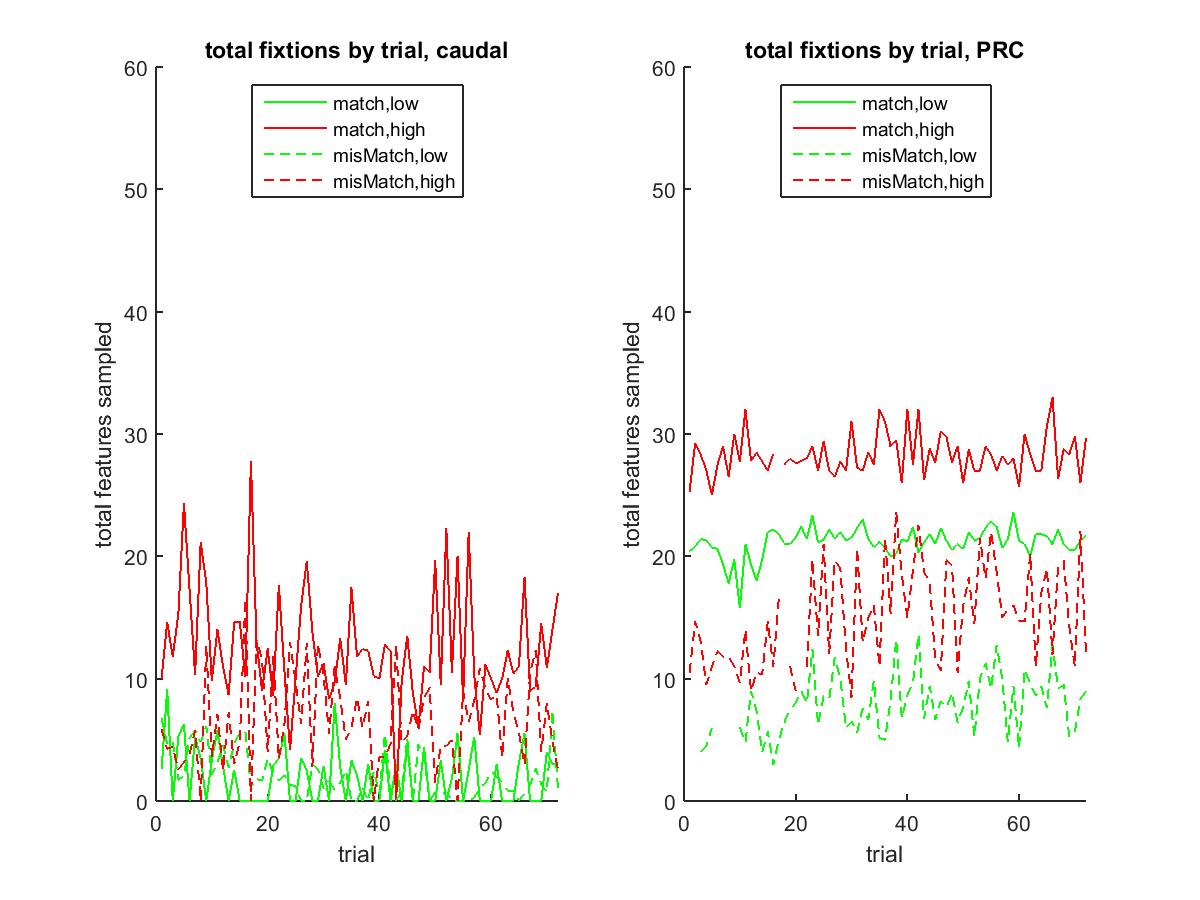 total fixtions by trial, caudal
60
50
40
30
20
10
0
0
20
40
60
total features sampled
trial
match,low
match,high
misMatch,low
misMatch,high
total fixtions by trial, PRC
60
50
40
30
20
10
0
0
20
40
60
total features sampled
trial
match,low
match,high
misMatch,low
misMatch,high